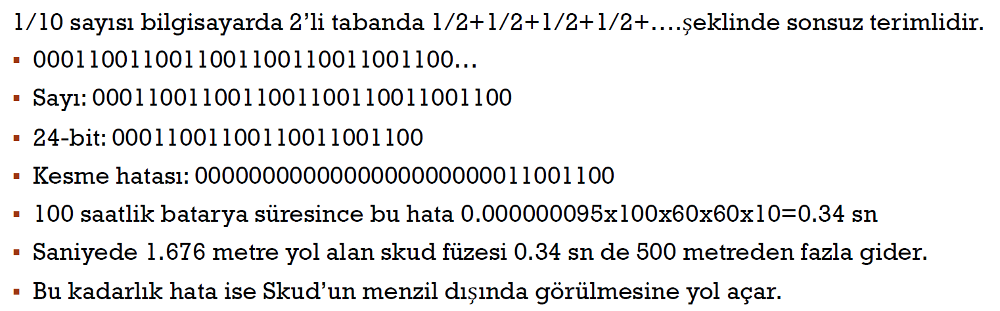 1/10 sayısı bilgisayarda 2’li tabanda 1/2+1/2+1/2+1/2+….şeklinde sonsuz terimlidir.
▪ 00011001100110011001100110011001100…
▪ Sayı: 00011001100110011001100110011001100
▪ 24-bit: 00011001100110011001100
▪ Kesme hatası: 0000000000000000000000011001100
▪ 100 saatlik batarya süresince bu hata 0.000000095x100x60x60x10=0.34 sn
▪ Saniyede 1.676 metre yol alan skud füzesi 0.34 sn de 500 metreden fazla gider.
▪ Bu kadarlık hata ise Skud’un menzil dışında görülmesine yol açar.